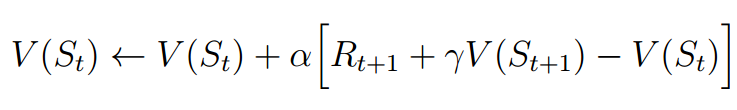 V(S_t) ← V(S_t) + α[R_{t+1} + γV(S_{t+1}) − V(S_t)]